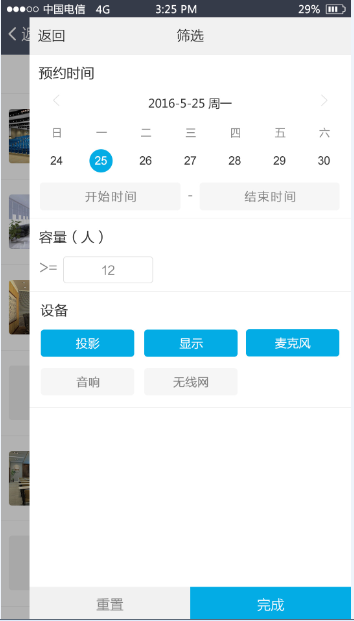 中国电信 4G 3:25 PM 29%
返回 筛选
预约时间
2016-5-25 周一
日 一 二 三 四 五 六
24 25 26 27 28 29 30
开始时间 - 结束时间
容量（人）
>= 12
设备
投影 显示 麦克风
音响 无线网
重置 完成